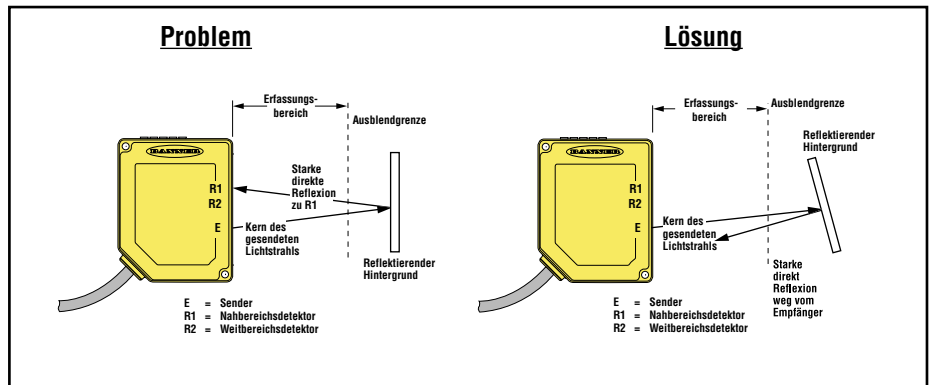 Problem
Erfassungs-
bereich
Ausblendgrenze
BANNER
R1
R2
E
Starke
direkte
Reflexion
zu R1
Kern des
gesendeten
Lichtstrahls
Reflektierender
Hintergrund
E = Sender
R1 = Nahbereichsdetektor
R2 = Weitbereichsdetektor
Lösung
Erfassungs-
bereich
Ausblendgrenze
Reflektierender
Hintergrund
BANNER
R1
R2
E
Kern des
gesendeten
Lichtstrahls
Starke
direkt
Reflexion
weg vom
Empfänger
E = Sender
R1 = Nahbereichsdetektor
R2 = Weitbereichsdetektor